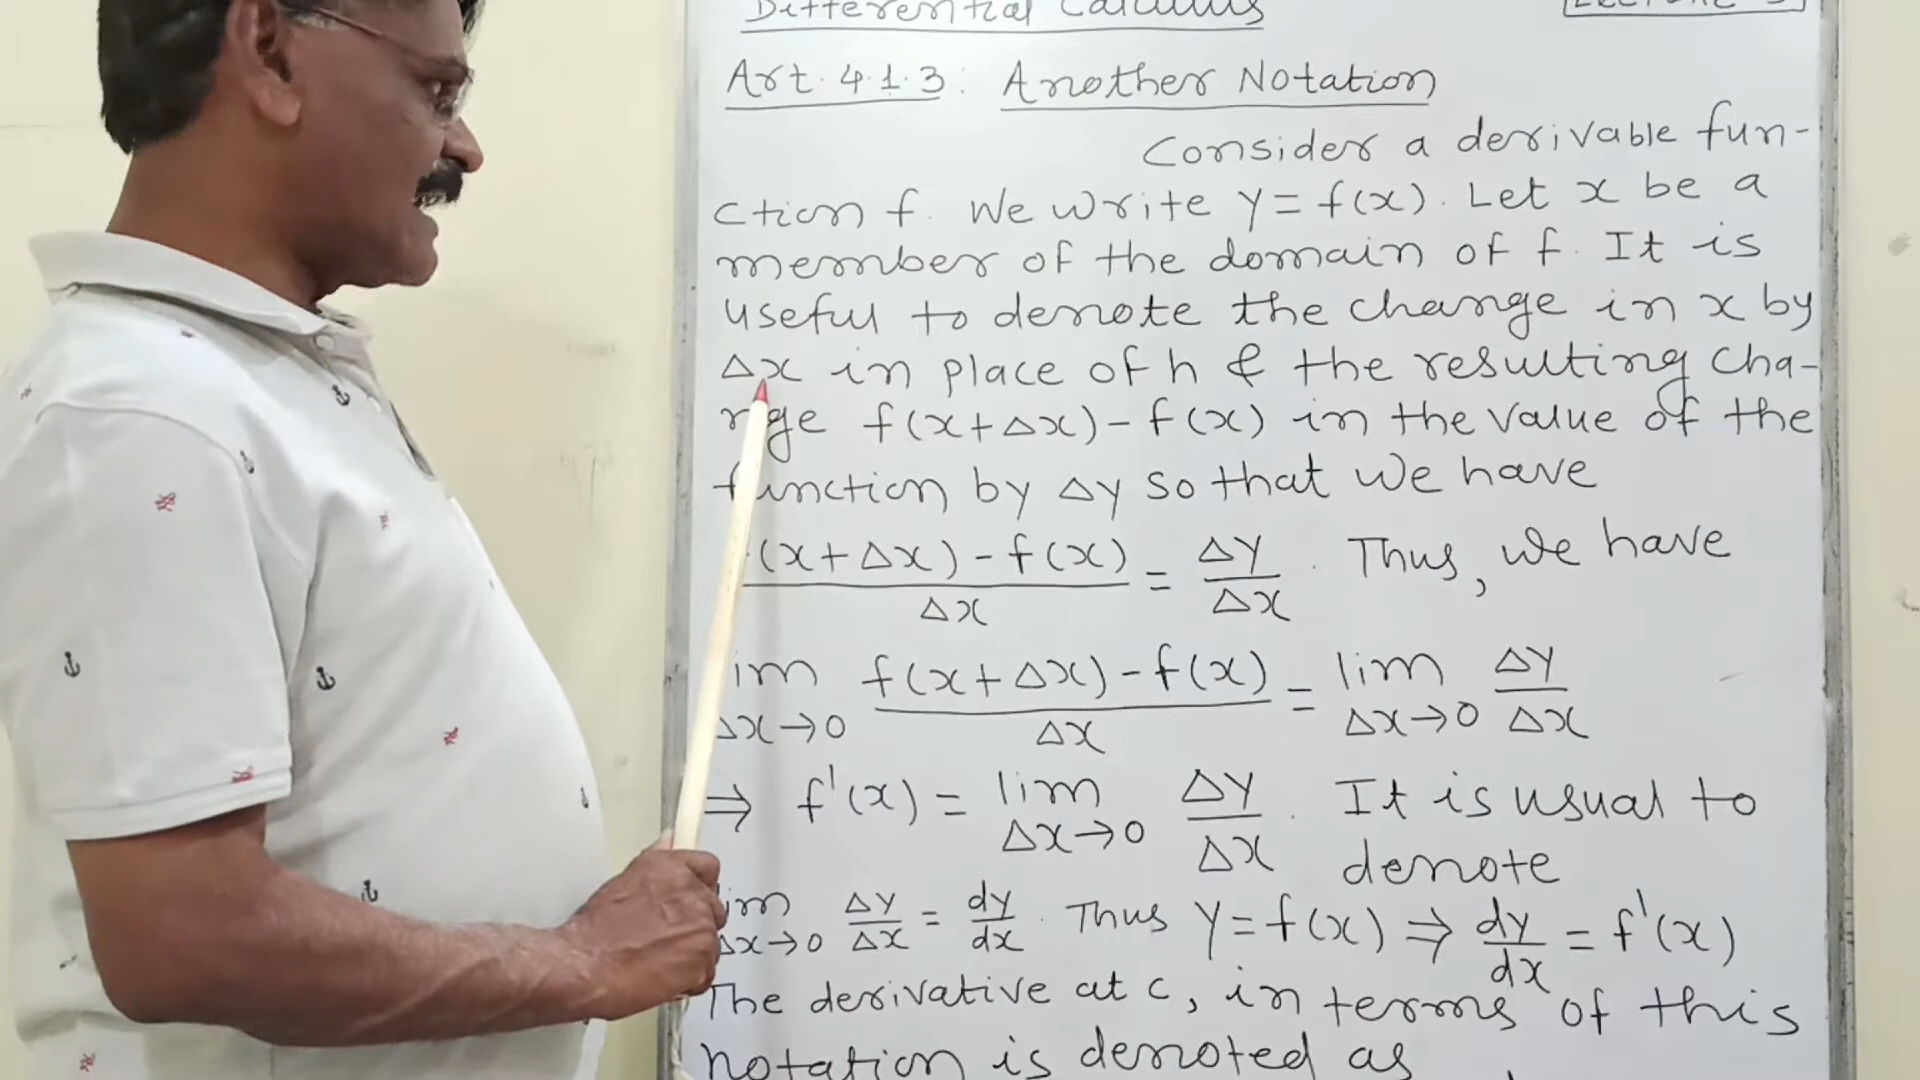 Differential Calculus
Art. 4.1.3: Another Notation
Consider a derivable fun-
ction f. We write y = f(x). Let x be a
member of the domain of f. It is
useful to denote the change in x by
Δx in place of h & the resulting cha-
nge f(x+Δx)-f(x) in the value of the
function by Δy so that we have
(x+Δx)-f(x)/Δx = Δy/Δx. Thus, we have
lim Δx→0 f(x+Δx)-f(x)/Δx = lim Δx→0 Δy/Δx
⇒ f'(x) = lim Δx→0 Δy/Δx. It is usual to
denote
lim Δx→0 Δy/Δx = dy/dx. Thus y = f(x) ⇒ dy/dx = f'(x)
The derivative at c, in terms of this
notation is denoted as